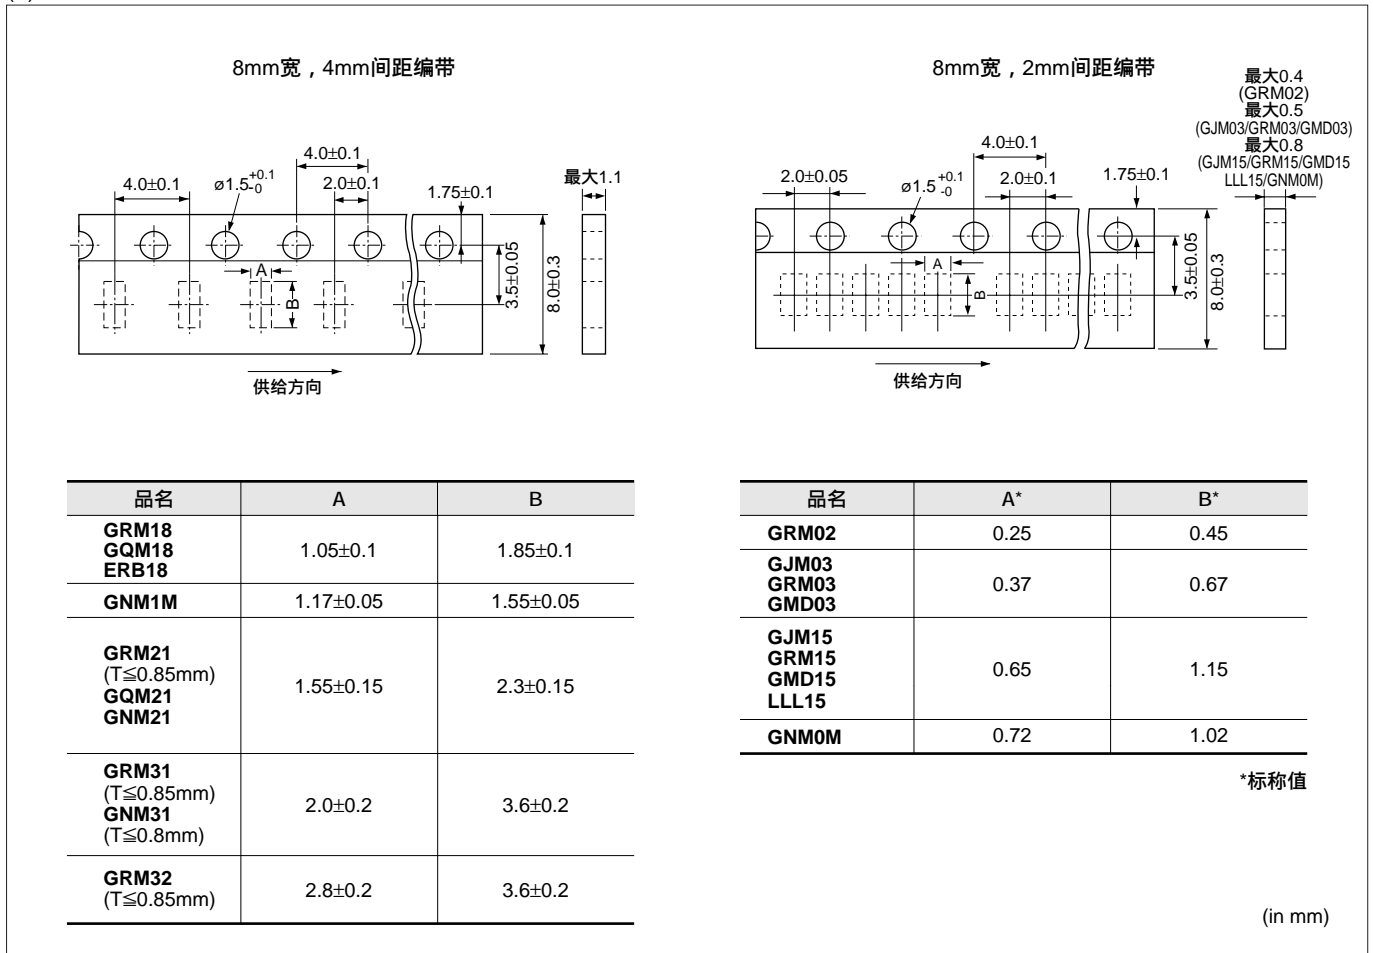 8mm宽，4mm间距编带
4.0±0.1
4.0±0.1
ø1.5 +0.1 -0
2.0±0.1
1.75±0.1
最大1.1
A
B
3.5±0.05
8.0±0.3
供给方向
8mm宽，2mm间距编带
最大0.4
(GRM02)
最大0.5
(GJM03/GRM03/GMD03)
最大0.8
(GJM15/GRM15/GMD15
LLL15/GNM0M)
4.0±0.1
2.0±0.05
ø1.5 +0.1 -0
2.0±0.1
1.75±0.1
A
B
3.5±0.05
8.0±0.3
供给方向
品名 A B
GRM18
GQM18 1.05±0.1 1.85±0.1
ERB18
GNM1M 1.17±0.05 1.55±0.05
GRM21
(T≦0.85mm) 1.55±0.15 2.3±0.15
GQM21
GNM21
GRM31
(T≦0.85mm) 2.0±0.2 3.6±0.2
GNM31
(T≦0.8mm)
GRM32 2.8±0.2 3.6±0.2
(T≦0.85mm)
品名 A* B*
GRM02 0.25 0.45
GJM03
GRM03 0.37 0.67
GMD03
GJM15
GRM15 0.65 1.15
GMD15
LLL15
GNM0M 0.72 1.02
*标称值
(in mm)